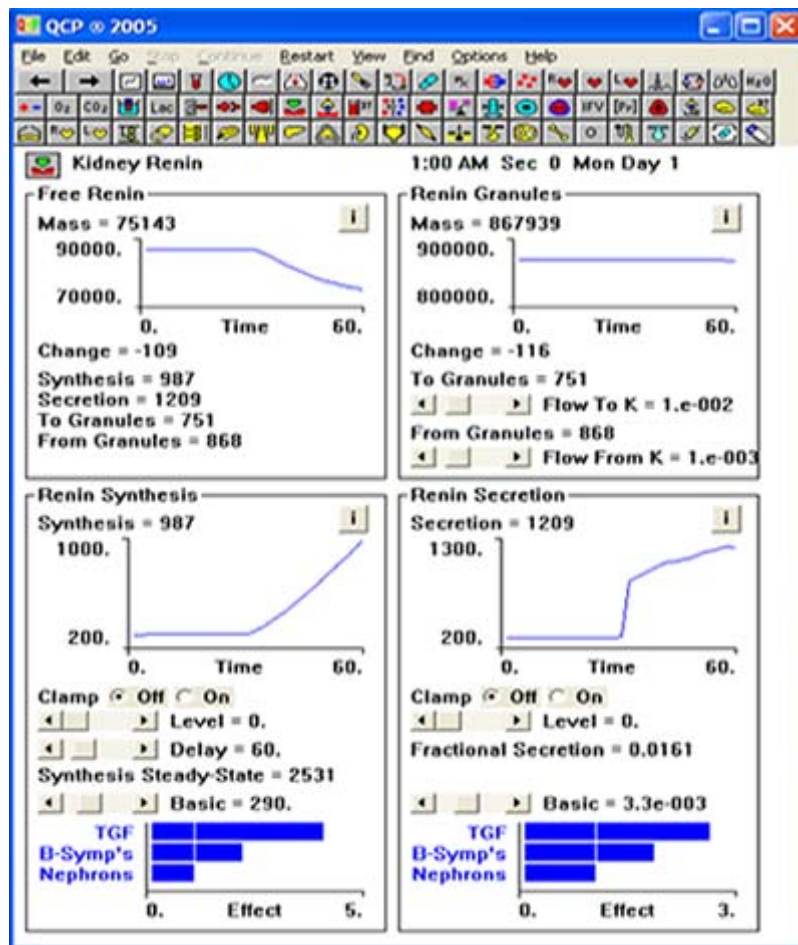 QCP ® 2005
File Edit Go Stop Continue Restart View Find Options Help
O₂ CO₂ Lac IFV [Pr] H₂O
Kidney Renin 1:00 AM Sec 0 Mon Day 1
Free Renin
Mass = 75143
i
90000.
70000.
0. Time 60.
Change = -109
Synthesis = 987
Secretion = 1209
To Granules = 751
From Granules = 868
Renin Granules
Mass = 867939
i
900000.
800000.
0. Time 60.
Change = -116
To Granules = 751
Flow To K = 1.e-002
From Granules = 868
Flow From K = 1.e-003
Renin Synthesis
Synthesis = 987
i
1000.
200.
0. Time 60.
Clamp Off On
Level = 0.
Delay = 60.
Synthesis Steady-State = 2531
Basic = 290.
TGF
B-Symp's
Nephrons
0. Effect 5.
Renin Secretion
Secretion = 1209
i
1300.
200.
0. Time 60.
Clamp Off On
Level = 0.
Fractional Secretion = 0.0161
Basic = 3.3e-003
TGF
B-Symp's
Nephrons
0. Effect 3.